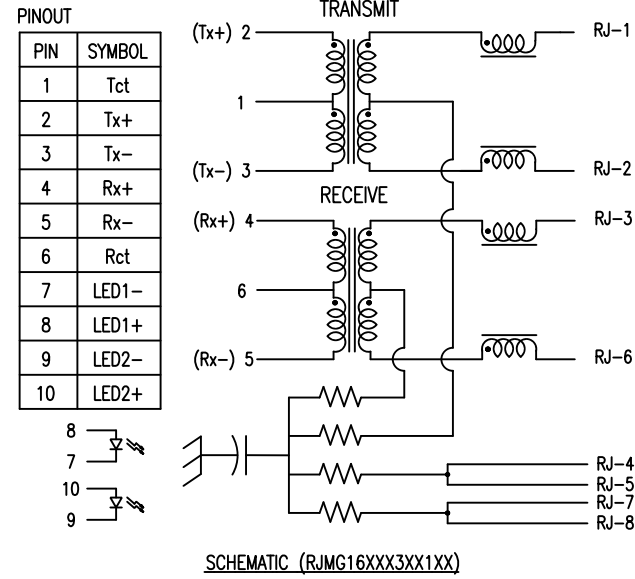 PINOUT
PIN SYMBOL
1 Tct
2 Tx+
3 Tx-
4 Rx+
5 Rx-
6 Rct
7 LED1-
8 LED1+
9 LED2-
10 LED2+
8
7
10
9
TRANSMIT
(Tx+) 2
1
(Tx-) 3
RECEIVE
(Rx+) 4
6
(Rx-) 5
RJ-1
RJ-2
RJ-3
RJ-6
RJ-4
RJ-5
RJ-7
RJ-8
SCHEMATIC (RJMG16XXX3XX1XX)